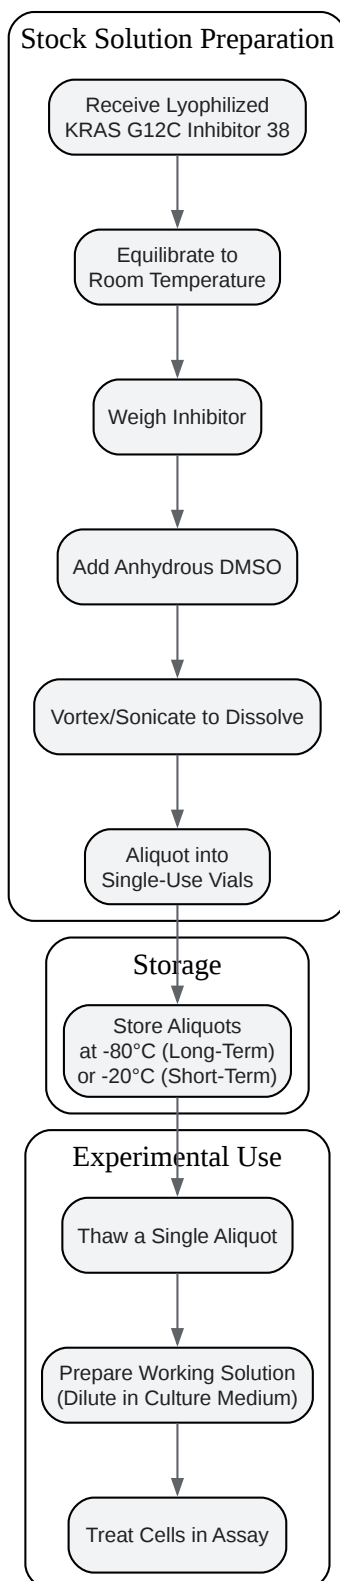 Stock Solution Preparation
Receive Lyophilized
KRAS G12C Inhibitor 38
Equilibrate to
Room Temperature
Weigh Inhibitor
Add Anhydrous DMSO
Vortex/Sonicate to Dissolve
Aliquot into
Single-Use Vials
Storage
Store Aliquots
at -80°C (Long-Term)
or -20°C (Short-Term)
Experimental Use
Thaw a Single Aliquot
Prepare Working Solution
(Dilute in Culture Medium)
Treat Cells in Assay